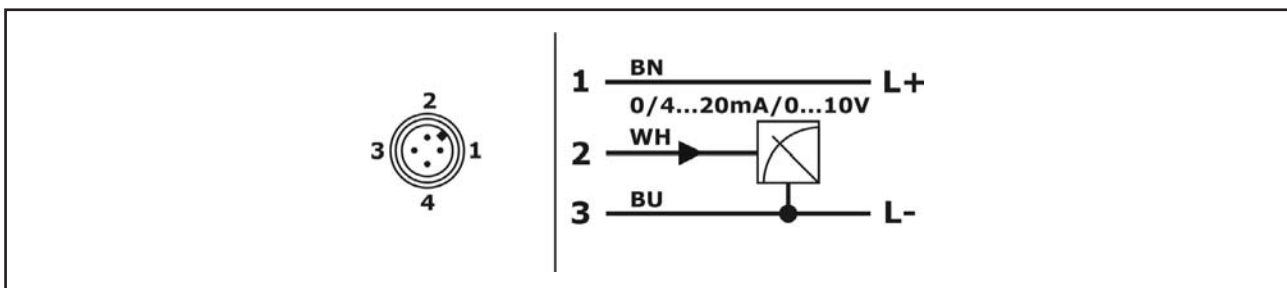 2
3 1
4
1 BN L+
0/4...20mA/0...10V
2 WH
3 BU L-